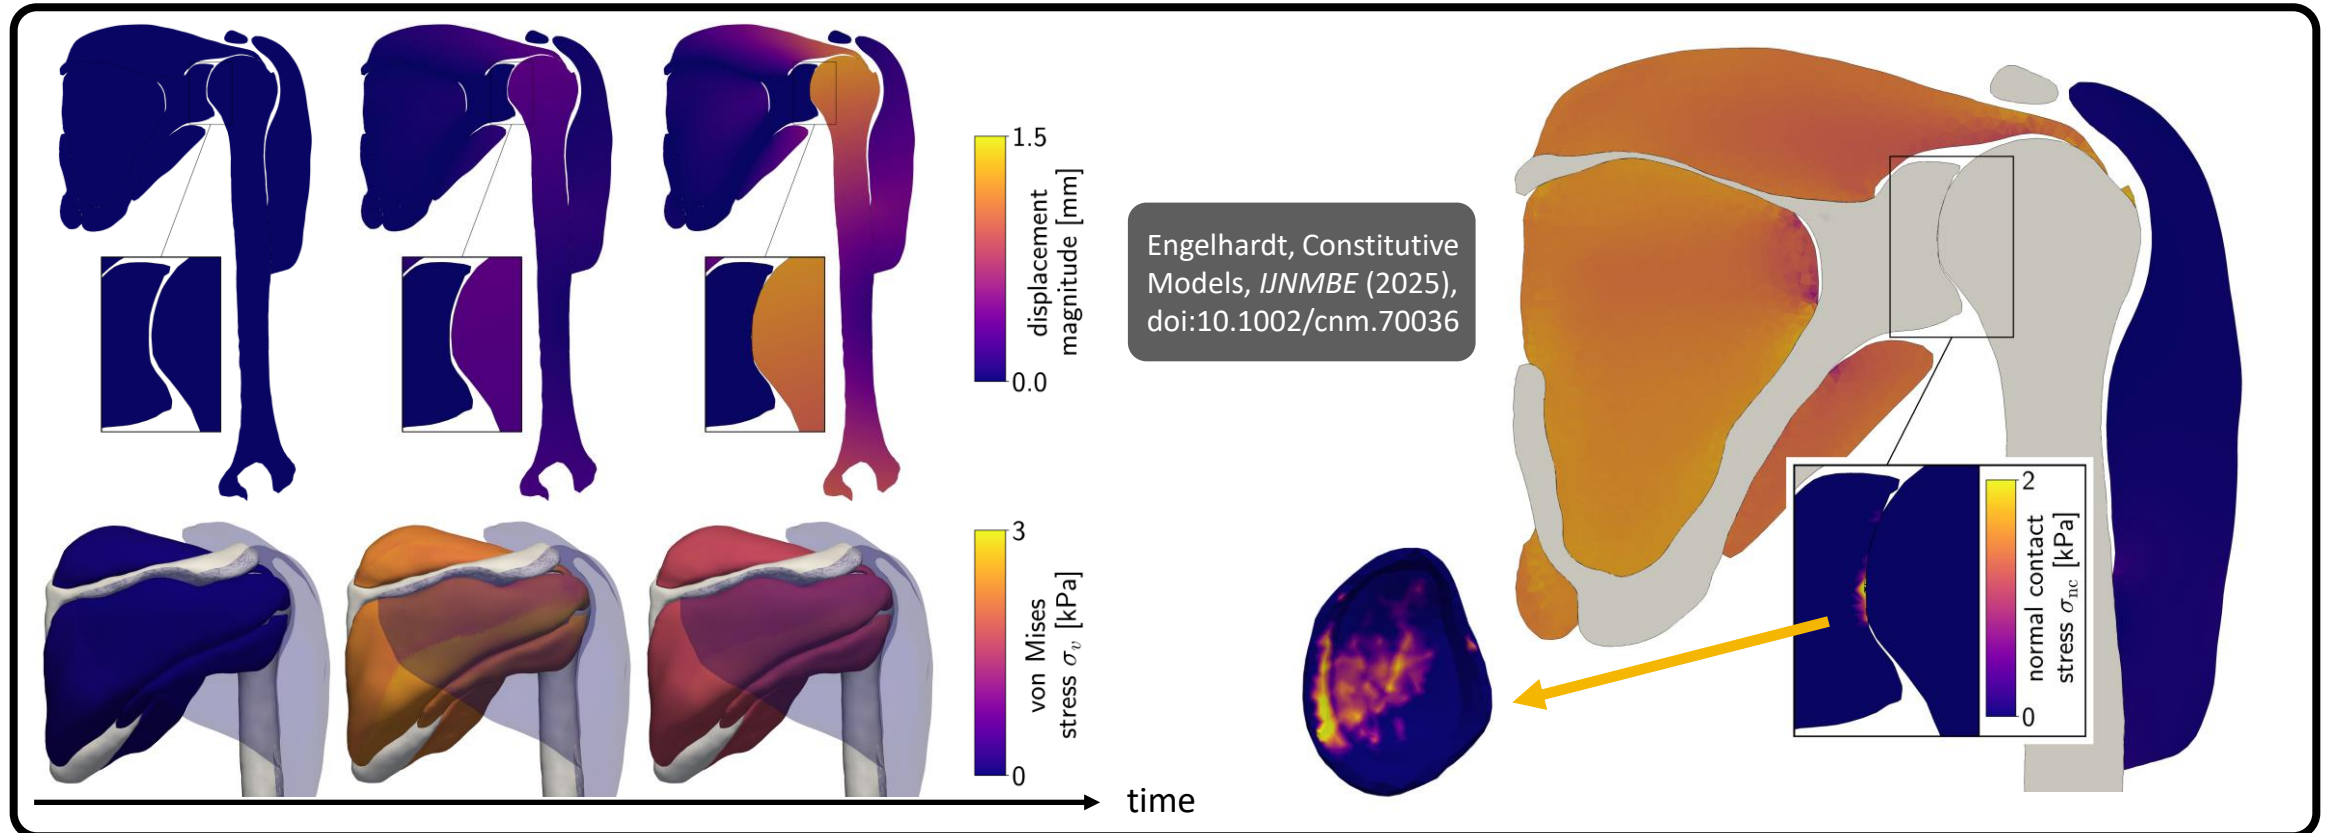 1.5
displacement
magnitude [mm]
0.0
3
von Mises
stress σᵥ [kPa]
0
time
Engelhardt, Constitutive
Models, IJNMBE (2025),
doi:10.1002/cnm.70036
2
normal contact
stress σnc [kPa]
0